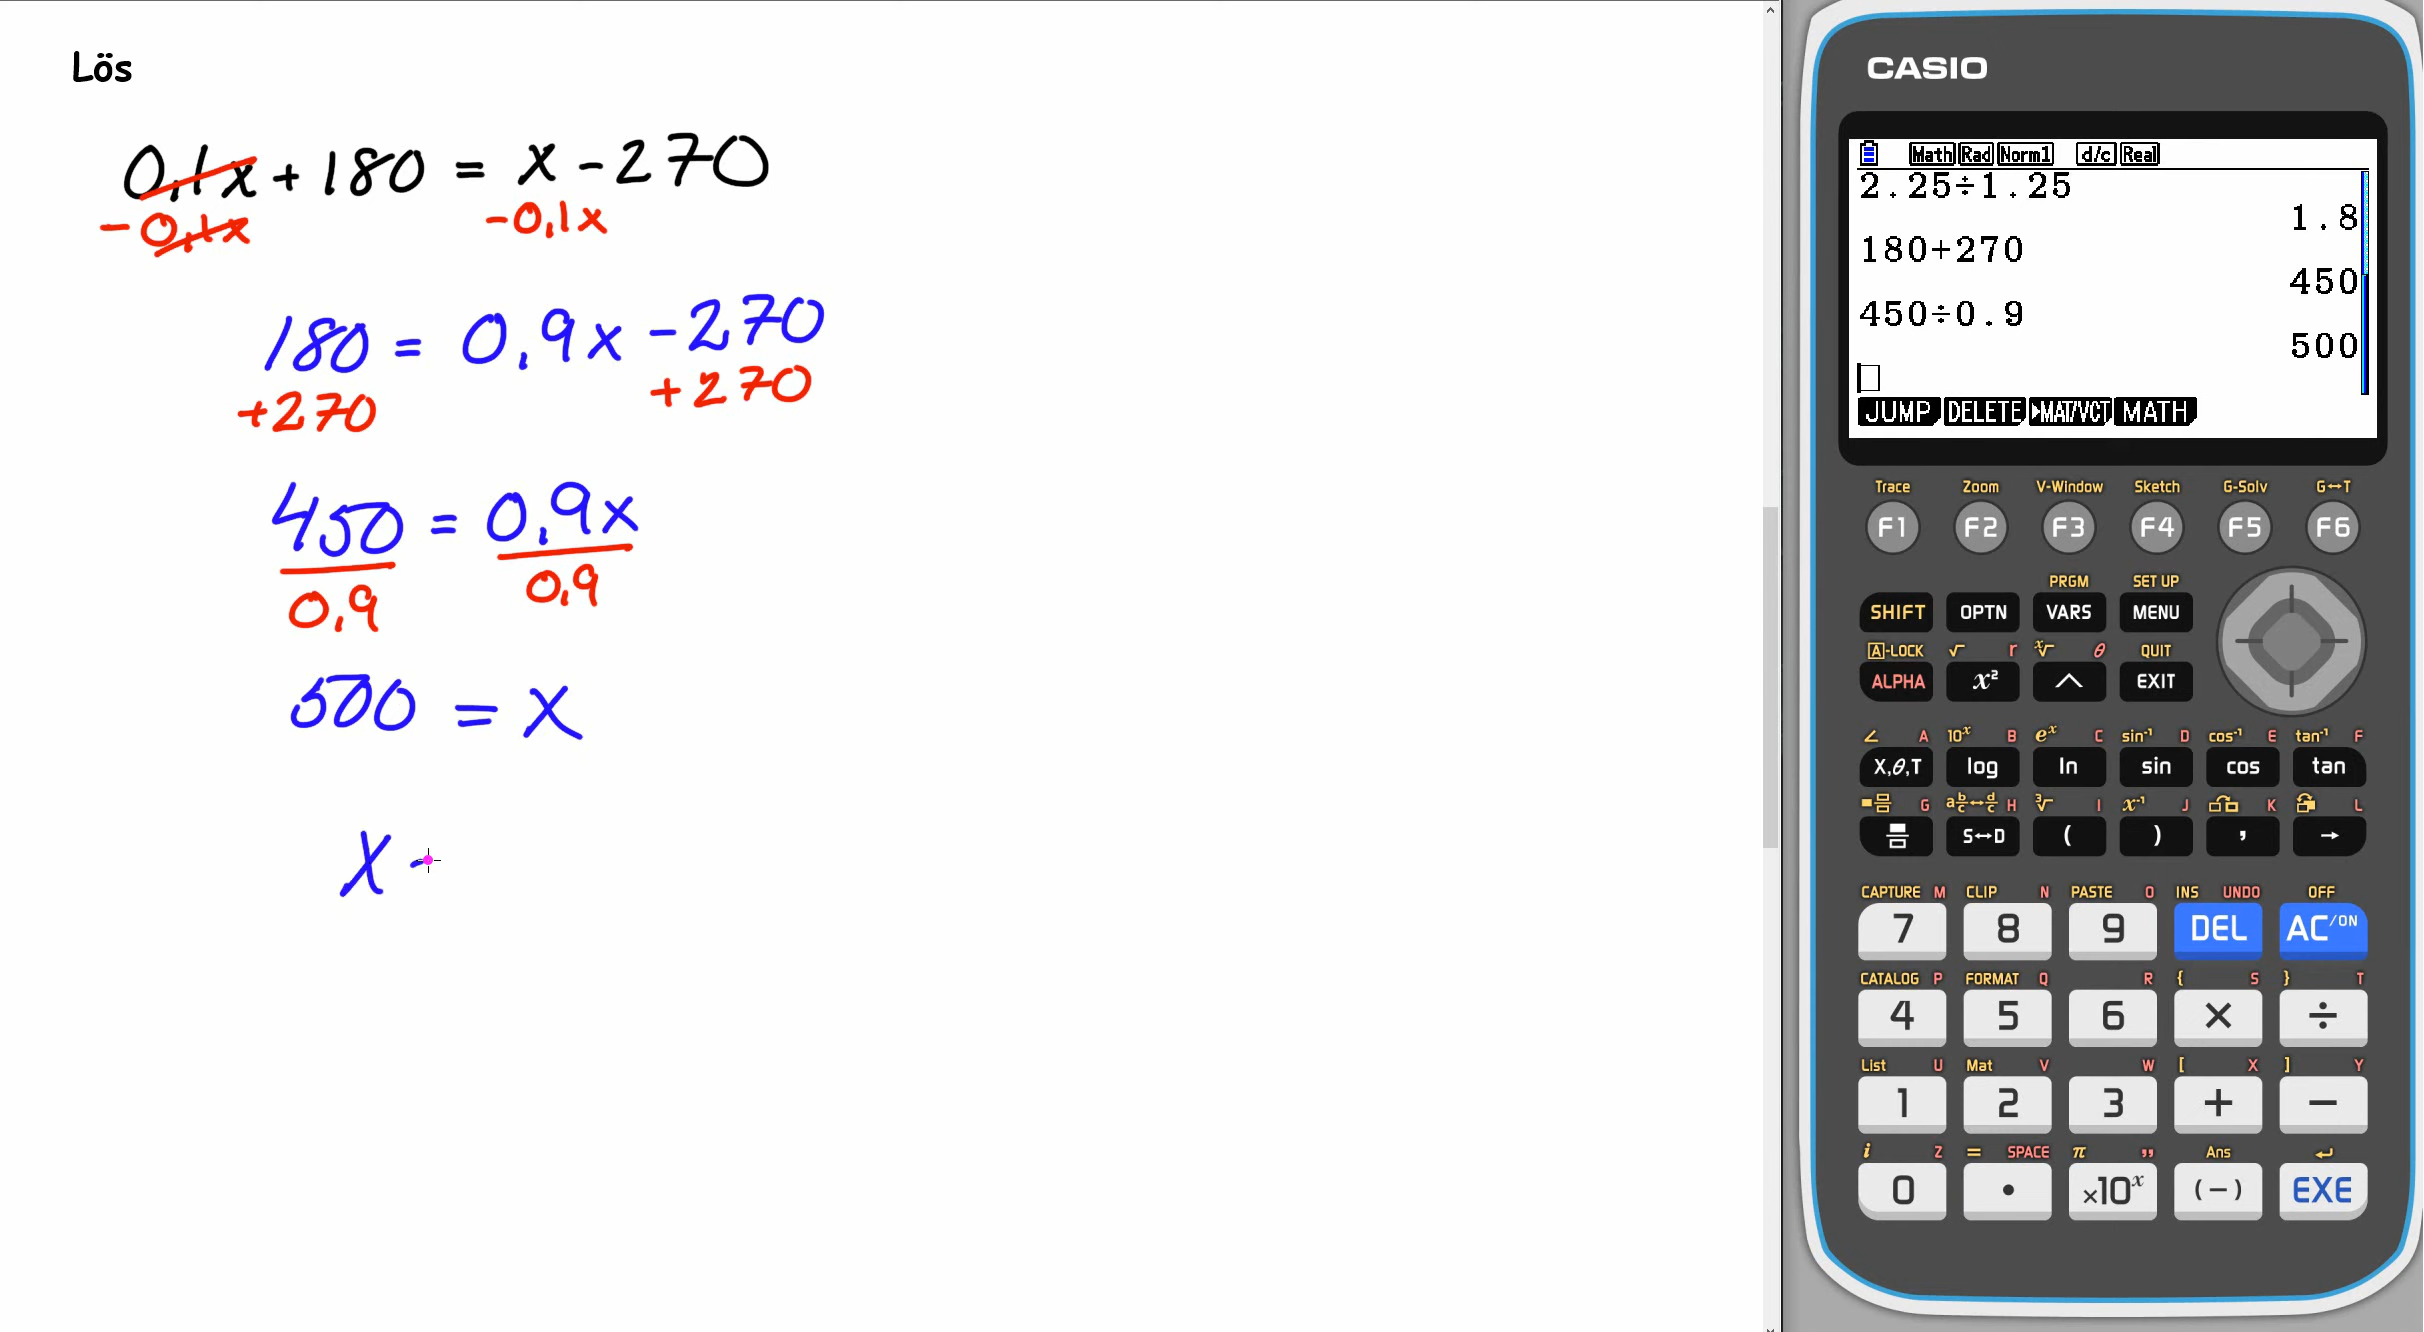 Lös
0,1x + 180 = x - 270
- 0,1x - 0,1x
180 = 0,9x - 270
+270 +270
450 = 0,9x
0,9 0,9
500 = x
x -
CASIO
Math Rad Norm1 d/c Real
2.25÷1.25
1.8
180+270
450
450÷0.9
500
JUMP DELETE ▶MAT/VCT MATH
Trace Zoom V-Window Sketch G-Solv G↔T
F1 F2 F3 F4 F5 F6
PRGM SET UP
SHIFT OPTN VARS MENU
A-LOCK √ r ˣ√ θ QUIT
ALPHA x² ^ EXIT
∠ A 10ˣ B eˣ C sin⁻¹ D cos⁻¹ E tan⁻¹ F
X,θ,T log ln sin cos tan
G a b/c↔d/c H ³√ I x⁻¹ J K L
S↔D ( ) , →
CAPTURE M CLIP N PASTE O INS UNDO OFF
7 8 9 DEL AC/ON
CATALOG P FORMAT Q R { S } T
4 5 6 × ÷
List U Mat V W [ X ] Y
1 2 3 + −
i Z = SPACE π " Ans ↵
0 • ×10ˣ (−) EXE